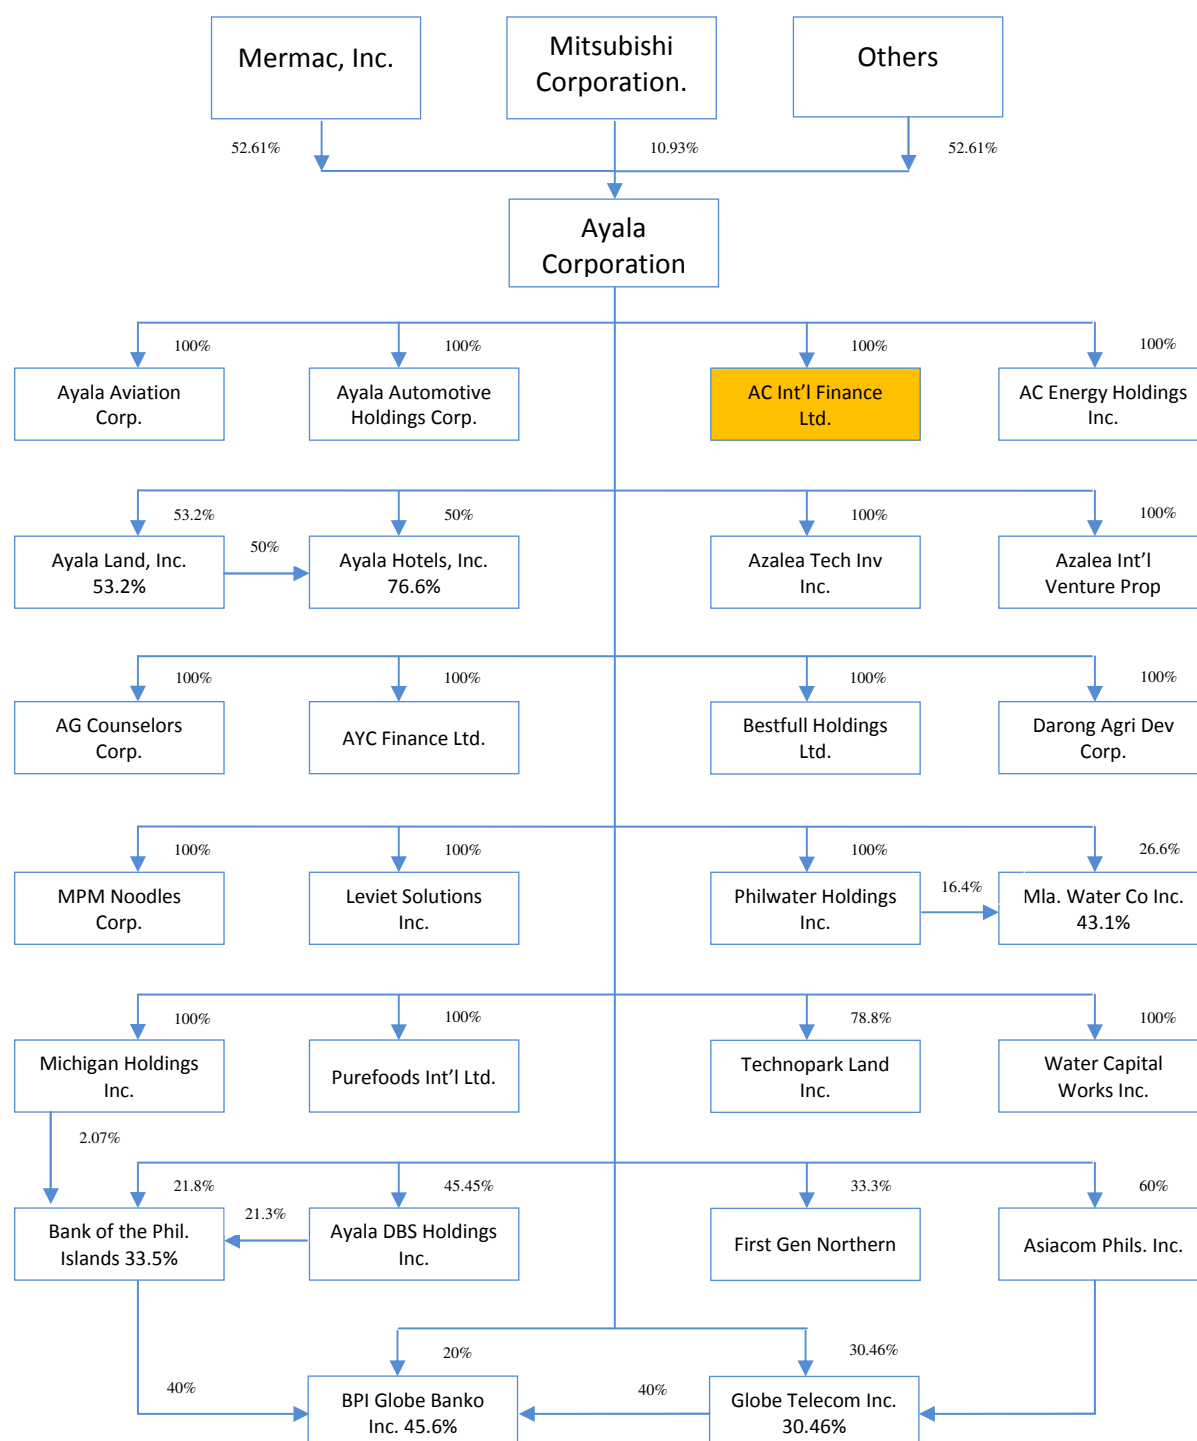 Mermac, Inc.
Mitsubishi
Corporation.
Others
52.61%
10.93%
52.61%
Ayala
Corporation
100%
100%
100%
100%
Ayala Aviation
Corp.
Ayala Automotive
Holdings Corp.
AC Int’l Finance
Ltd.
AC Energy Holdings
Inc.
53.2%
50%
100%
100%
50%
Ayala Land, Inc.
53.2%
Ayala Hotels, Inc.
76.6%
Azalea Tech Inv
Inc.
Azalea Int’l
Venture Prop
100%
100%
100%
100%
AG Counselors
Corp.
AYC Finance Ltd.
Bestfull Holdings
Ltd.
Darong Agri Dev
Corp.
100%
100%
100%
26.6%
16.4%
MPM Noodles
Corp.
Leviet Solutions
Inc.
Philwater Holdings
Inc.
Mla. Water Co Inc.
43.1%
100%
100%
78.8%
100%
Michigan Holdings
Inc.
Purefoods Int’l Ltd.
Technopark Land
Inc.
Water Capital
Works Inc.
2.07%
21.8%
45.45%
33.3%
60%
21.3%
Bank of the Phil.
Islands 33.5%
Ayala DBS Holdings
Inc.
First Gen Northern
Asiacom Phils. Inc.
20%
30.46%
40%
40%
BPI Globe Banko
Inc. 45.6%
Globe Telecom Inc.
30.46%